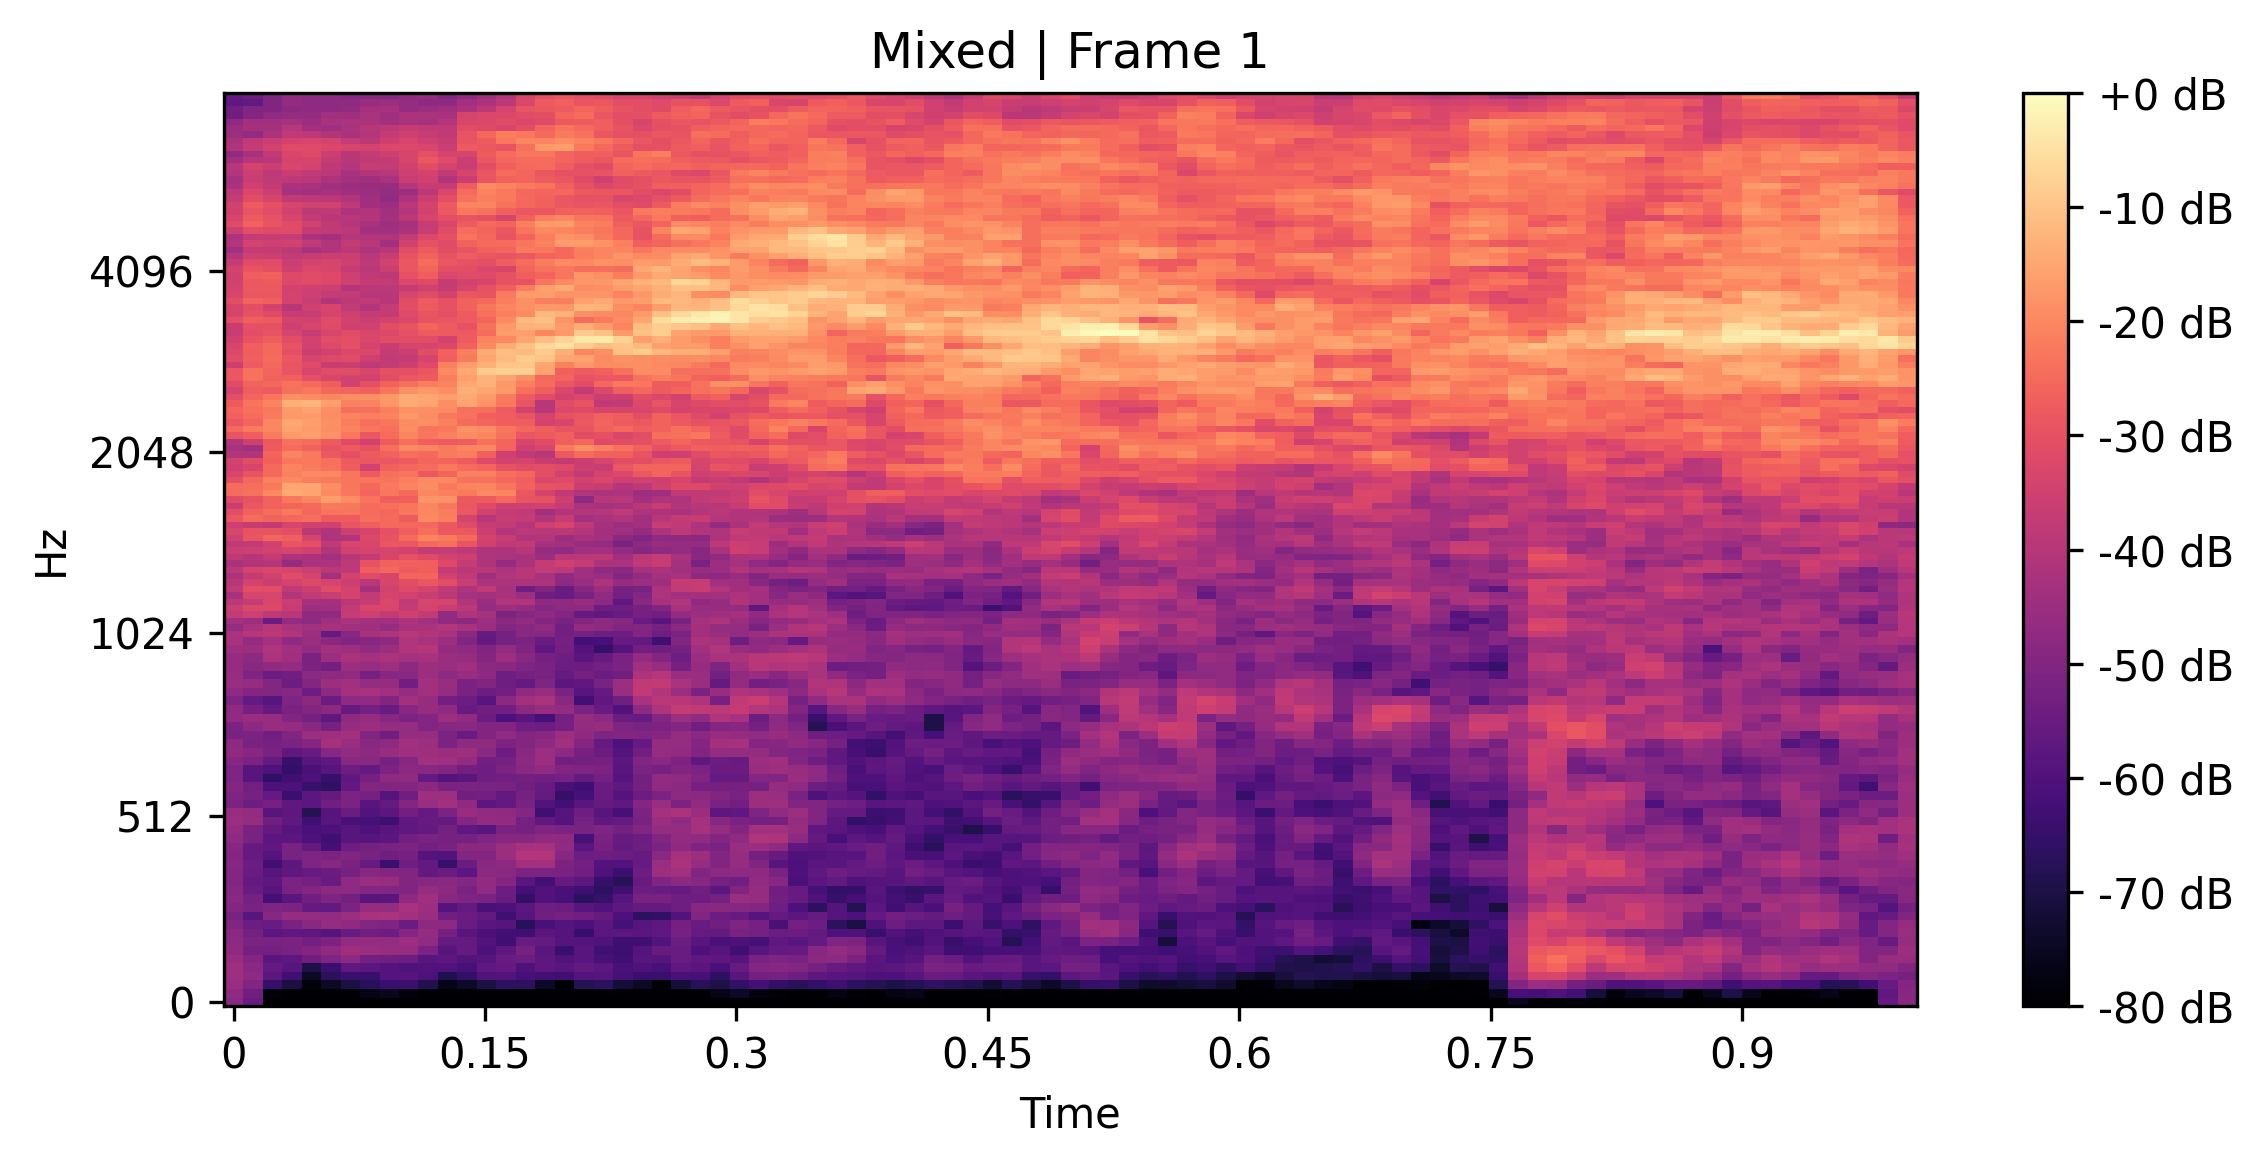 Mixed | Frame 1
Hz
4096
2048
1024
512
0
0 0.15 0.3 0.45 0.6 0.75 0.9
Time
+0 dB
-10 dB
-20 dB
-30 dB
-40 dB
-50 dB
-60 dB
-70 dB
-80 dB